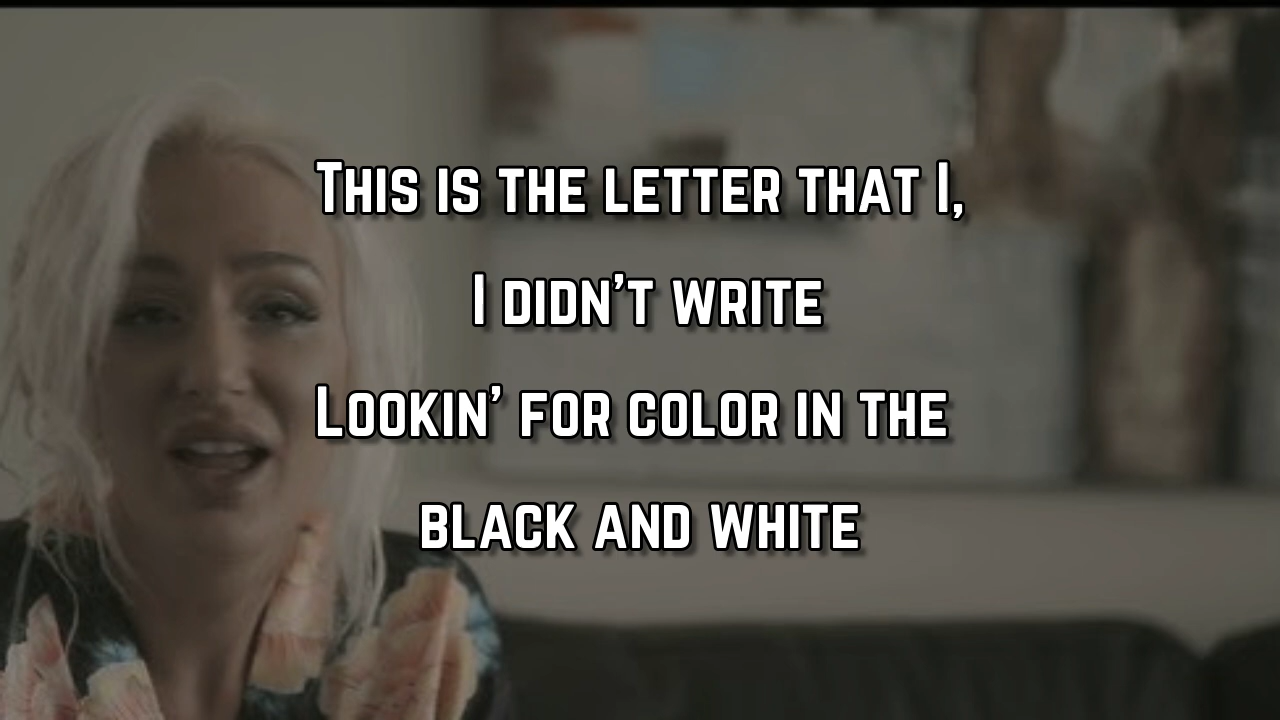 This is the letter that I,
I didn't write
Lookin' for color in the
black and white